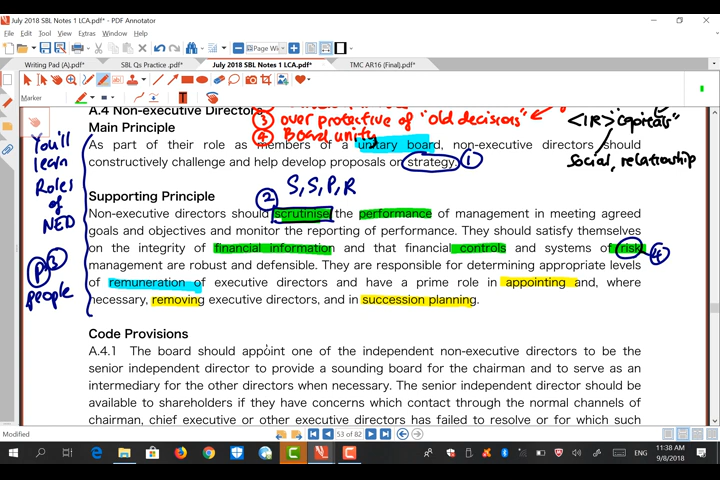 July 2018 SBL Notes 1 LCA.pdf* - PDF Annotator
File Edit Tools Favorites Extras Window Help
Page Wi
Writing Pad (A).pdf*
SBL Qs Practice .pdf*
July 2018 SBL Notes 1 LCA.pdf*
TMC AR16 (Final).pdf*
Marker
A.4 Non-executive Directors
③ over protective of "old decisions"
④ Board unity
<IR> "capitals"
social, relationship
Main Principle
As part of their role as members of a unitary board, non-executive directors should
constructively challenge and help develop proposals on strategy. ①
② S, S, P, R
You'll
learn
Roles
of
NED
P ③
people
Supporting Principle
Non-executive directors should scrutinise the performance of management in meeting agreed
goals and objectives and monitor the reporting of performance. They should satisfy themselves
on the integrity of financial information and that financial controls and systems of risk ④
management are robust and defensible. They are responsible for determining appropriate levels
of remuneration of executive directors and have a prime role in appointing and, where
necessary, removing executive directors, and in succession planning.
Code Provisions
A.4.1 The board should appoint one of the independent non-executive directors to be the
senior independent director to provide a sounding board for the chairman and to serve as an
intermediary for the other directors when necessary. The senior independent director should be
available to shareholders if they have concerns which contact through the normal channels of
chairman, chief executive or other executive directors has failed to resolve or for which such
Modified
53 of 82
ENG
11:38 AM
9/8/2018